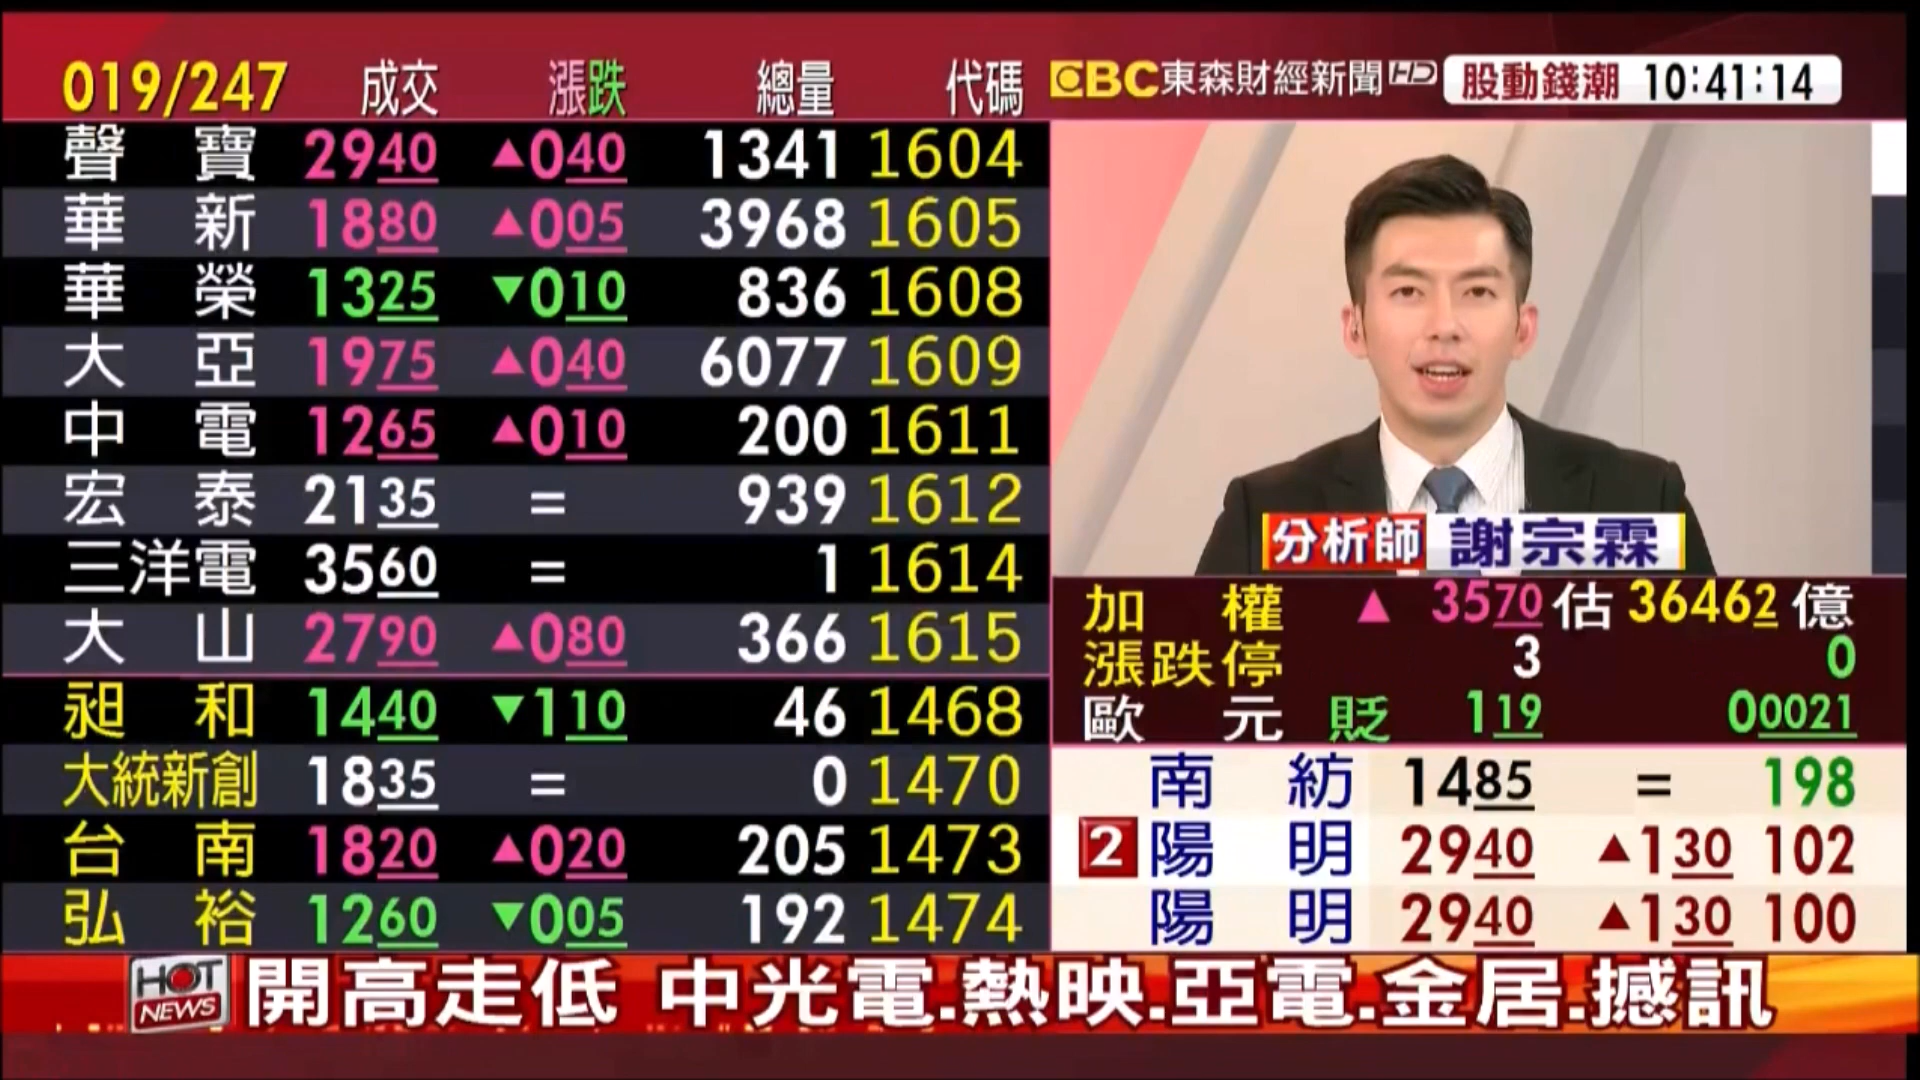 019/247 成交 漲跌 總量 代碼
聲寶 2940 ▲040 1341 1604
華新 1880 ▲005 3968 1605
華榮 1325 ▼010 836 1608
大亞 1975 ▲040 6077 1609
中電 1265 ▲010 200 1611
宏泰 2135 = 939 1612
三洋電 3560 = 1 1614
大山 2790 ▲080 366 1615
昶和 1440 ▼110 46 1468
大統新創 1835 = 0 1470
台南 1820 ▲020 205 1473
弘裕 1260 ▼005 192 1474
EBC東森財經新聞HD 股動錢潮 10:41:14
分析師 謝宗霖
加權 ▲ 3570 估 36462 億
漲跌停 3 0
歐元 貶 119 00021
南紡 1485 = 198
2 陽明 2940 ▲130 102
陽明 2940 ▲130 100
HOT NEWS 開高走低 中光電.熱映.亞電.金居.撼訊